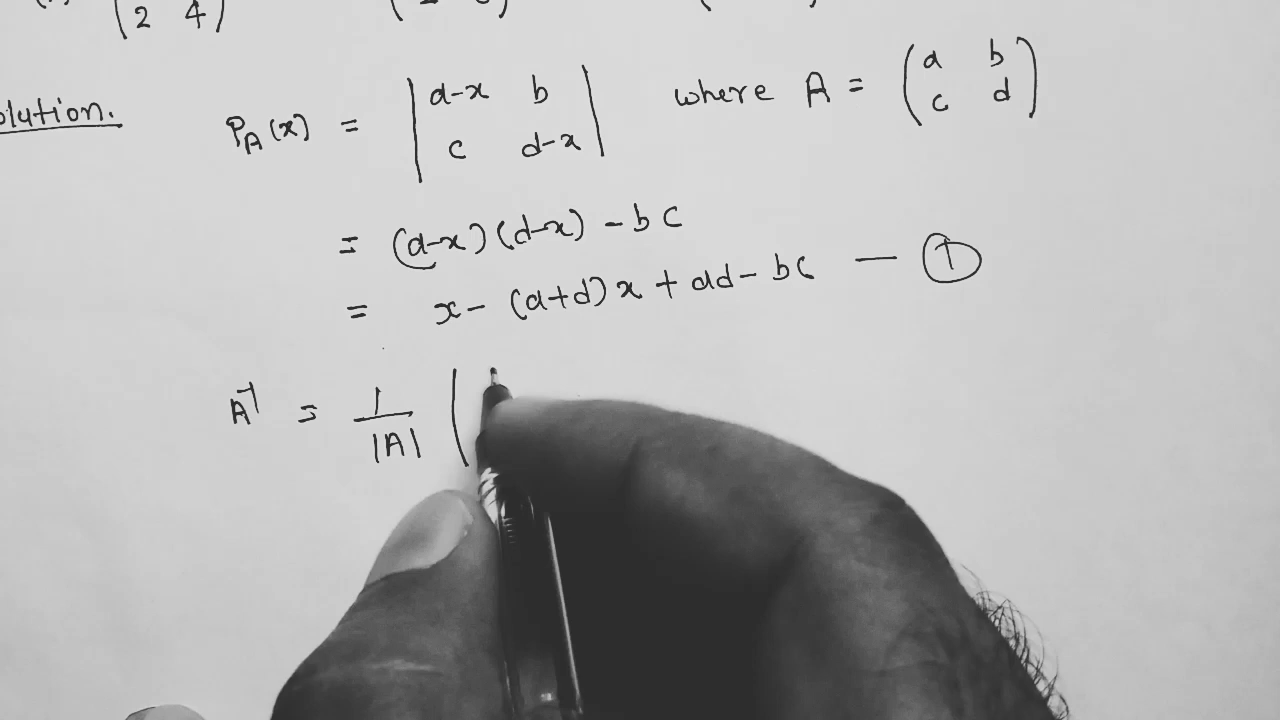 2 4
olution. P_A(x) = | a-x b | where A = ( a b )
| c d-x | ( c d )
= (a-x)(d-x) - bc
= x - (a+d)x + ad - bc — ①
A⁻¹ = 1/|A| (